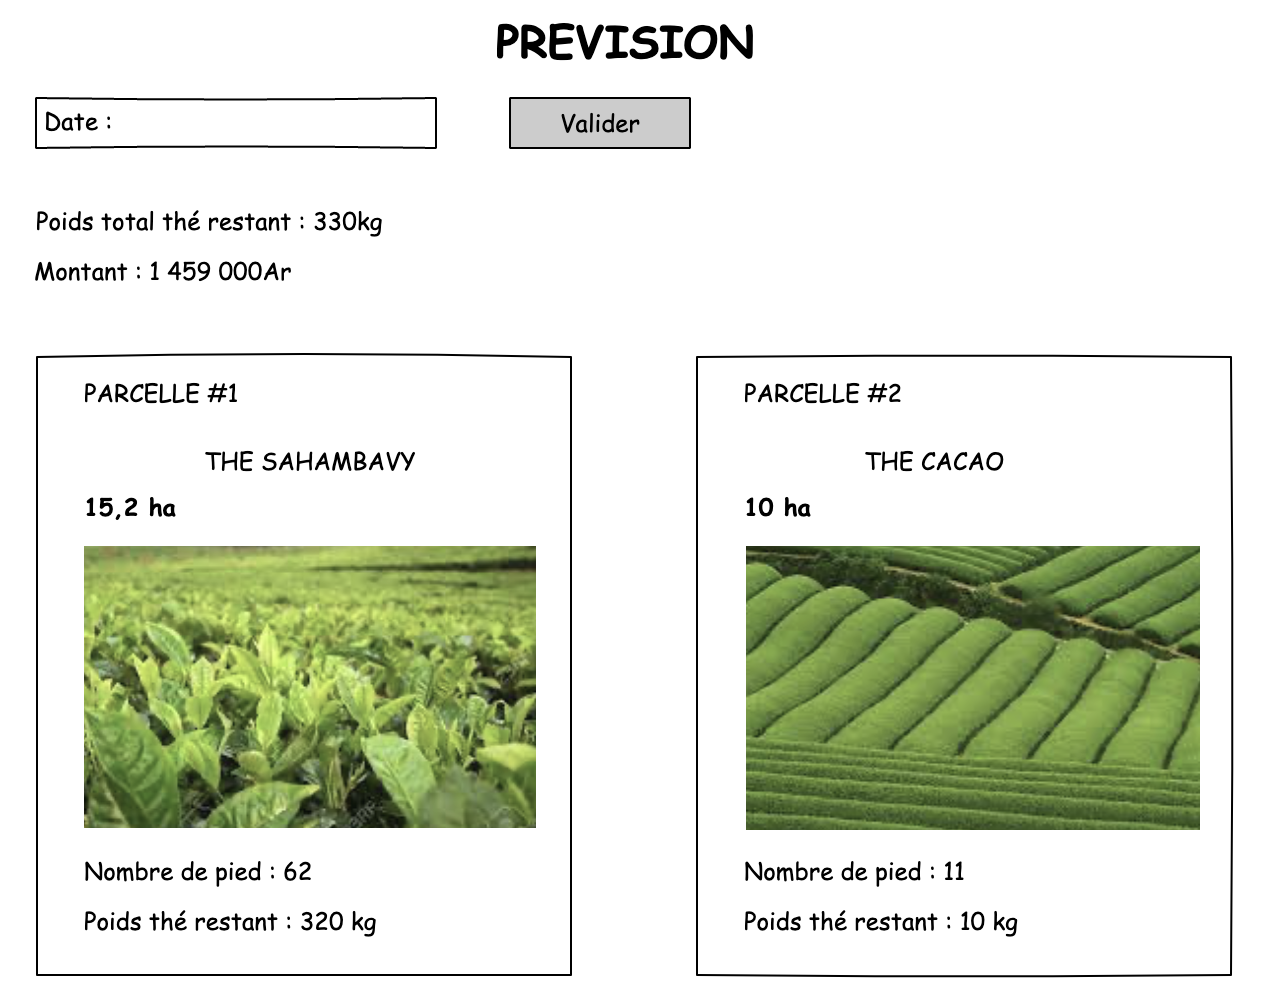 PREVISION
Date :
Valider
Poids total thé restant : 330kg
Montant : 1 459 000Ar
PARCELLE #1
THE SAHAMBAVY
15,2 ha
Nombre de pied : 62
Poids thé restant : 320 kg
PARCELLE #2
THE CACAO
10 ha
Nombre de pied : 11
Poids thé restant : 10 kg